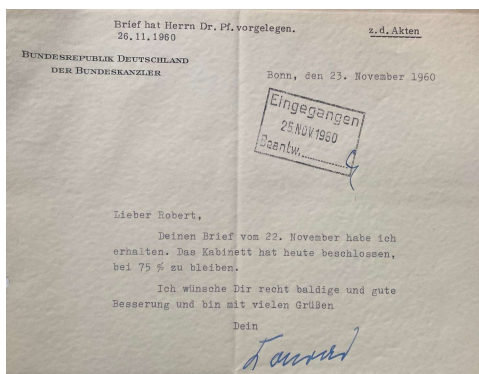 Brief hat Herrn Dr. Pf. vorgelegen.
26.11.1960
z.d.Akten
BUNDESREPUBLIK DEUTSCHLAND
DER BUNDESKANZLER
Bonn, den 23. November 1960
Eingegangen
25.NOV.1960
Beantw.
Lieber Robert,
Deinen Brief vom 22. November habe ich
erhalten. Das Kabinett hat heute beschlossen,
bei 75 % zu bleiben.
Ich wünsche Dir recht baldige und gute
Besserung und bin mit vielen Grüßen
Dein
Konrad